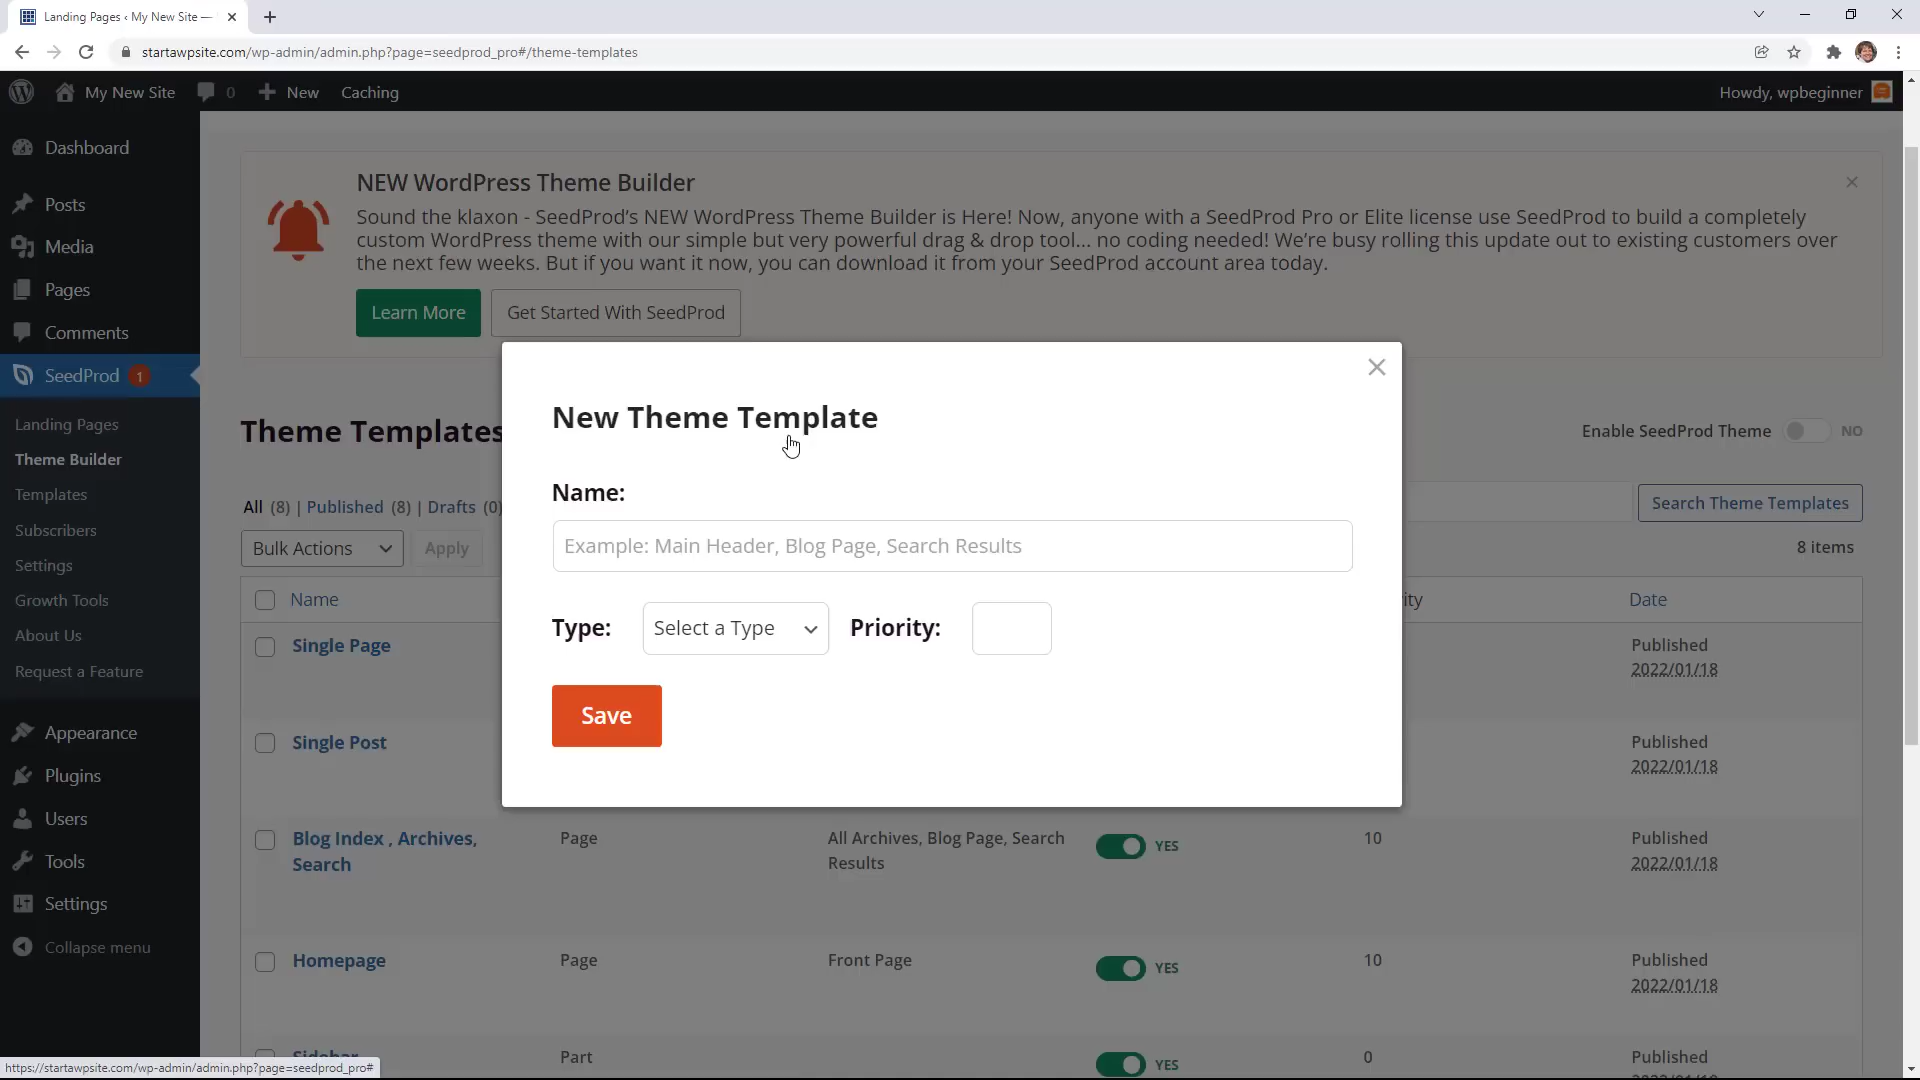 Landing Pages ‹ My New Site —
startawpsite.com/wp-admin/admin.php?page=seedprod_pro#/theme-templates
My New Site
0
New
Caching
Howdy, wpbeginner
Dashboard
Posts
Media
Pages
Comments
SeedProd 1
Landing Pages
Theme Builder
Templates
Subscribers
Settings
Growth Tools
About Us
Request a Feature
Appearance
Plugins
Users
Tools
Settings
Collapse menu
NEW WordPress Theme Builder
Sound the klaxon - SeedProd's NEW WordPress Theme Builder is Here! Now, anyone with a SeedProd Pro or Elite license use SeedProd to build a completely
custom WordPress theme with our simple but very powerful drag & drop tool... no coding needed! We're busy rolling this update out to existing customers over
the next few weeks. But if you want it now, you can download it from your SeedProd account area today.
Learn More
Get Started With SeedProd
Theme Templates
Enable SeedProd Theme NO
All (8) | Published (8) | Drafts (0)
Search Theme Templates
Bulk Actions
Apply
8 items
New Theme Template
Name:
Example: Main Header, Blog Page, Search Results
Type: Select a Type Priority:
Save
Name
ity
Date
Single Page
Published
2022/01/18
Single Post
Published
2022/01/18
Blog Index , Archives,
Search
Page
All Archives, Blog Page, Search
Results
YES
10
Published
2022/01/18
Homepage
Page
Front Page
YES
10
Published
2022/01/18
Sidebar
Part
YES
0
Published
https://startawpsite.com/wp-admin/admin.php?page=seedprod_pro#